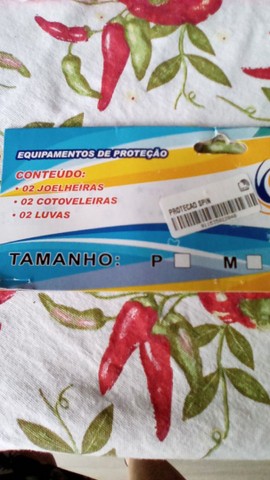 EQUIPAMENTOS DE PROTEÇÃO
CONTEÚDO:
• 02 JOELHEIRAS
• 02 COTOVELEIRAS
• 02 LUVAS
PROTECAO SPIN
TAMANHO: P M